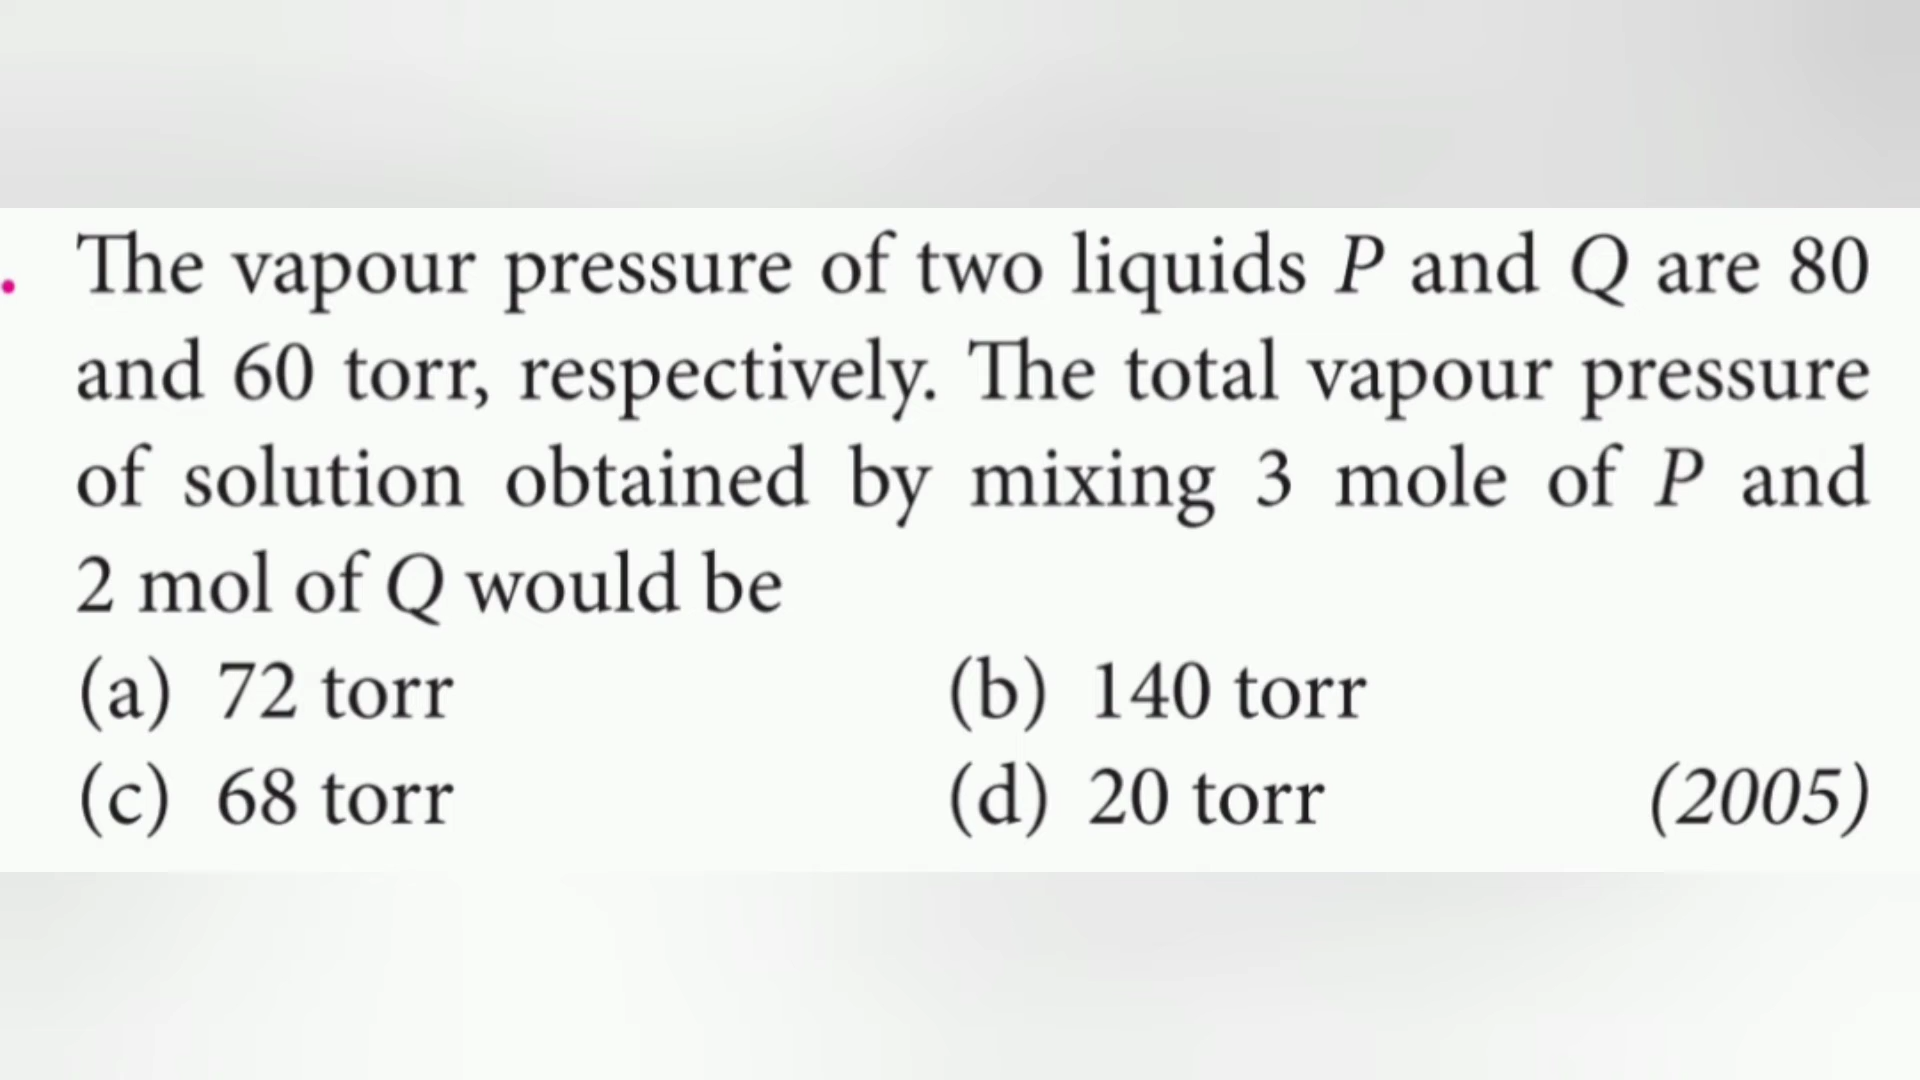 . The vapour pressure of two liquids P and Q are 80
and 60 torr, respectively. The total vapour pressure
of solution obtained by mixing 3 mole of P and
2 mol of Q would be
(a) 72 torr (b) 140 torr
(c) 68 torr (d) 20 torr (2005)